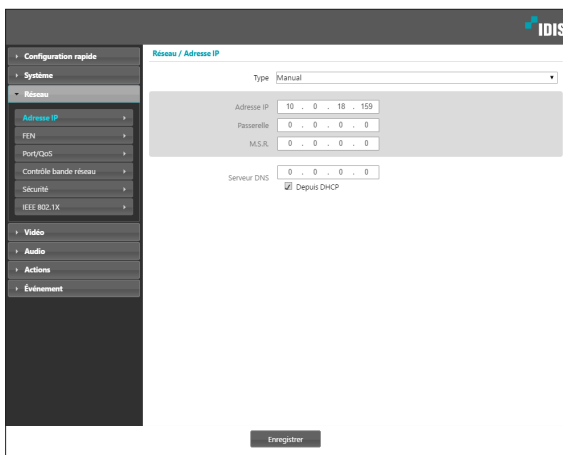 IDIS
Configuration rapide
Système
Réseau
Adresse IP
FEN
Port/QoS
Contrôle bande réseau
Sécurité
IEEE 802.1X
Vidéo
Audio
Actions
Événement
Réseau / Adresse IP
Type Manual
Adresse IP 10 . 0 . 18 . 159
Passerelle 0 . 0 . 0 . 0
M.S.R. 0 . 0 . 0 . 0
Serveur DNS 0 . 0 . 0 . 0
Depuis DHCP
Enregistrer